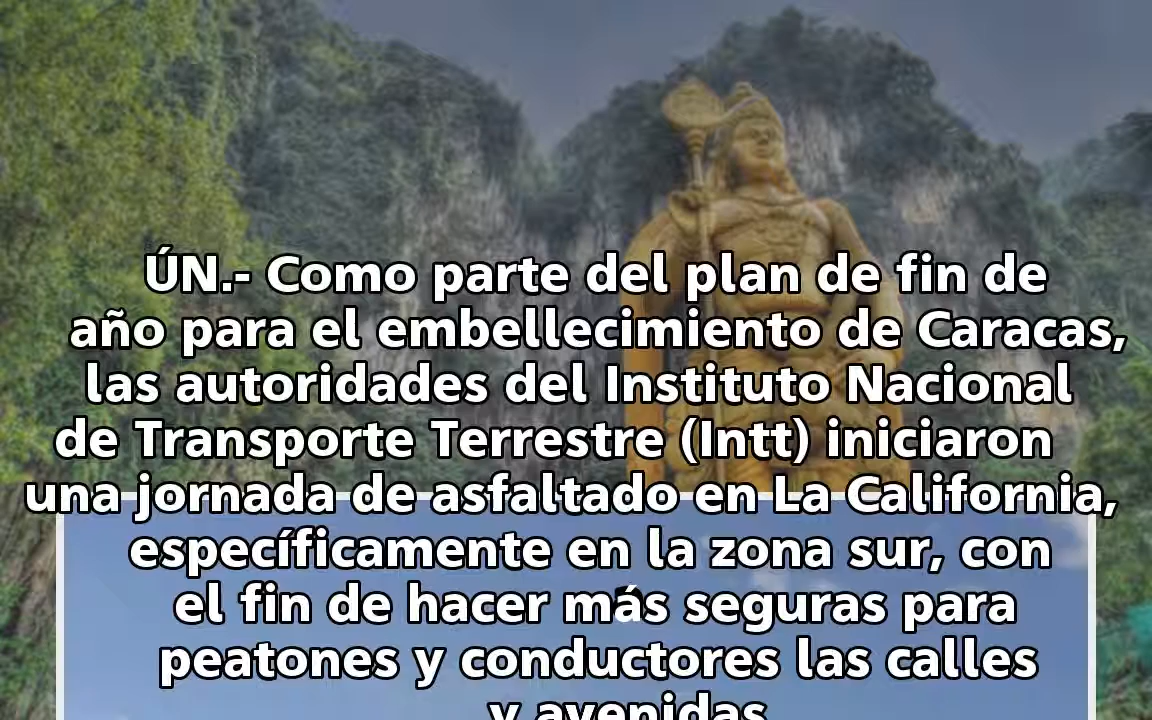 ÚN.- Como parte del plan de fin de
año para el embellecimiento de Caracas,
las autoridades del Instituto Nacional
de Transporte Terrestre (Intt) iniciaron
una jornada de asfaltado en La California,
específicamente en la zona sur, con
el fin de hacer más seguras para
peatones y conductores las calles
y avenidas